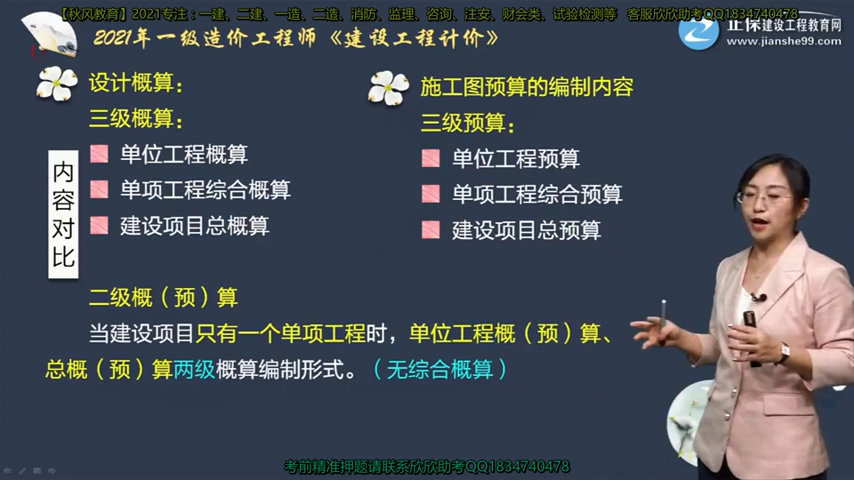 【秋风教育】2021专注：一建、二建、一造、二造、消防、监理、咨询、注安、财会类、试验检测等 客服欣欣助考QQ1834740478
2021年一级造价工程师《建设工程计价》
正保建设工程教育网
www.jianshe99.com
内容对比
设计概算：
三级概算：
单位工程概算
单项工程综合概算
建设项目总概算
施工图预算的编制内容
三级预算：
单位工程预算
单项工程综合预算
建设项目总预算
二级概（预）算
当建设项目只有一个单项工程时，单位工程概（预）算、
总概（预）算两级概算编制形式。（无综合概算）
考前精准押题请联系欣欣助考QQ1834740478